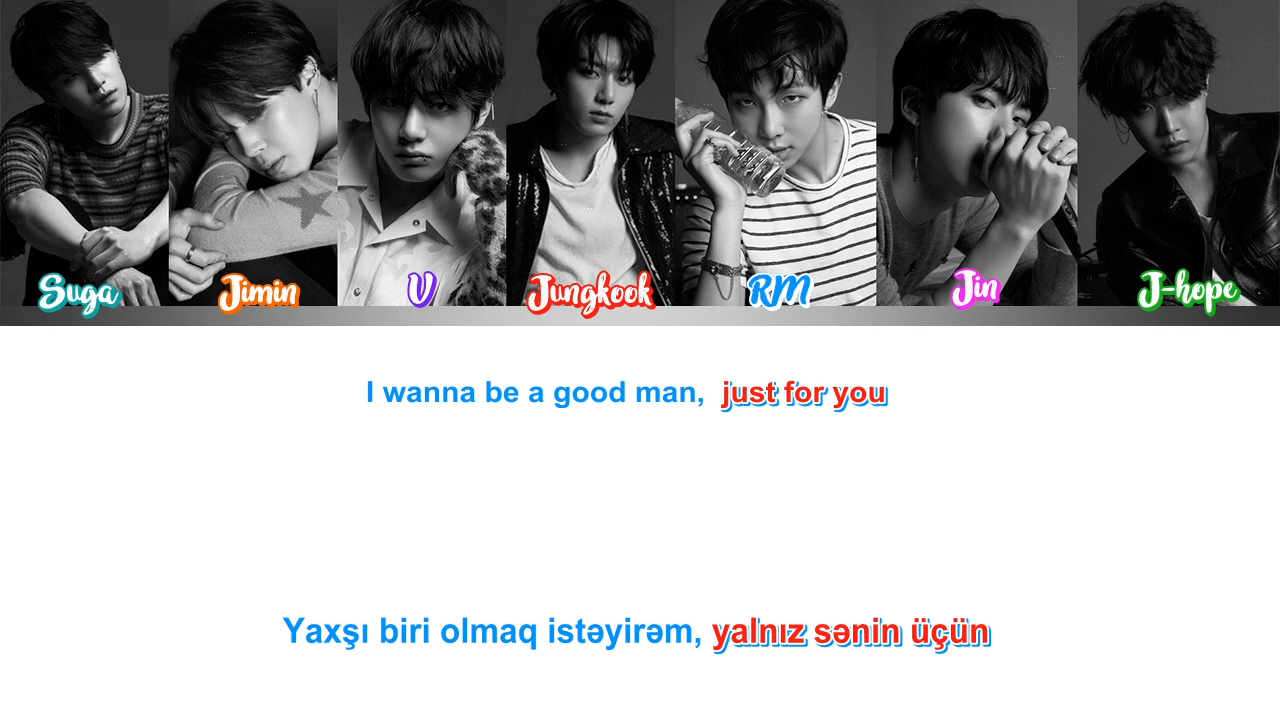 Suga Jimin V Jungkook RM Jin J-hope
I wanna be a good man, just for you
Yaxşı biri olmaq istəyirəm, yalnız sənin üçün